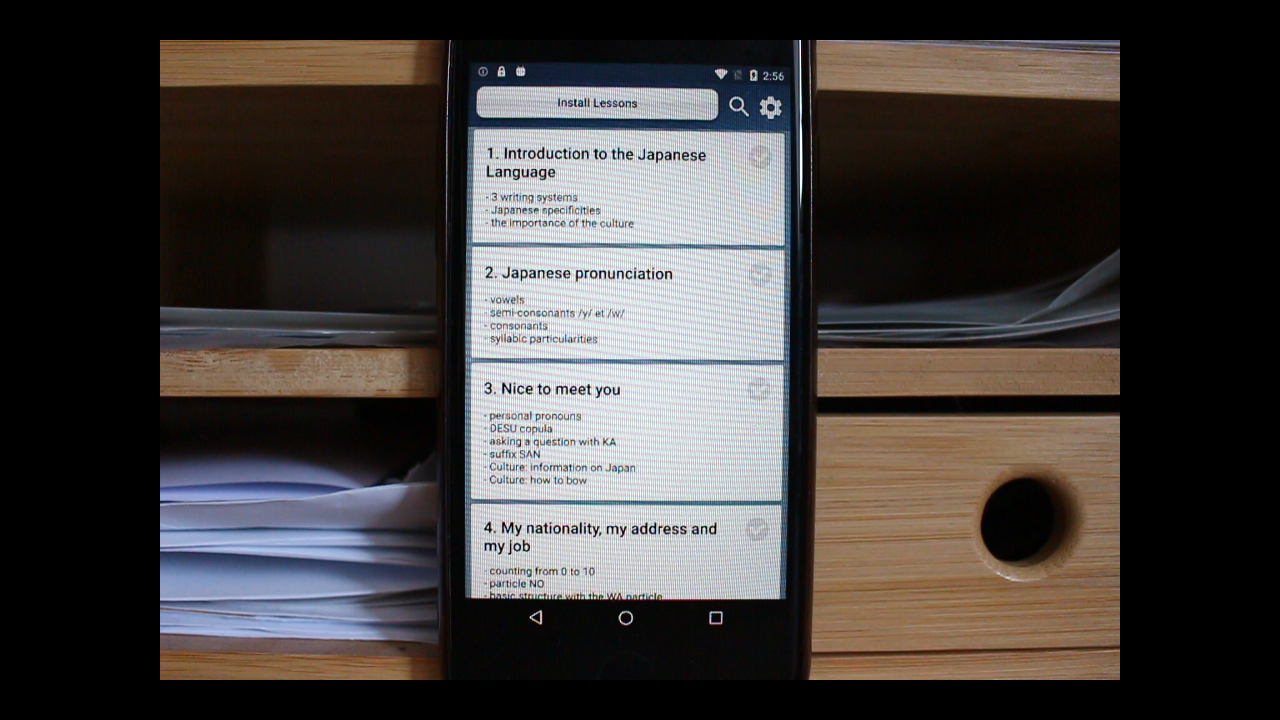 2:56
Install Lessons
1. Introduction to the Japanese
Language
- 3 writing systems
- Japanese specificities
- the importance of the culture
2. Japanese pronunciation
- vowels
- semi-consonants /y/ et /w/
- consonants
- syllabic particularities
3. Nice to meet you
- personal pronouns
- DESU copula
- asking a question with KA
- suffix SAN
- Culture: information on Japan
- Culture: how to bow
4. My nationality, my address and
my job
- counting from 0 to 10
- particle NO
- basic structure with the WA particle